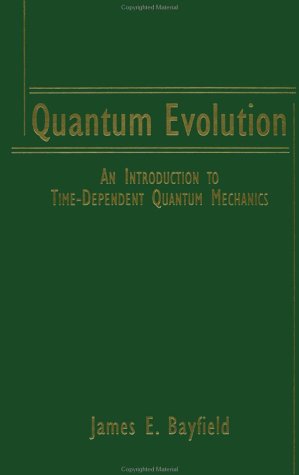 Quantum Evolution
An Introduction to
Time-Dependent Quantum Mechanics
James E. Bayfield